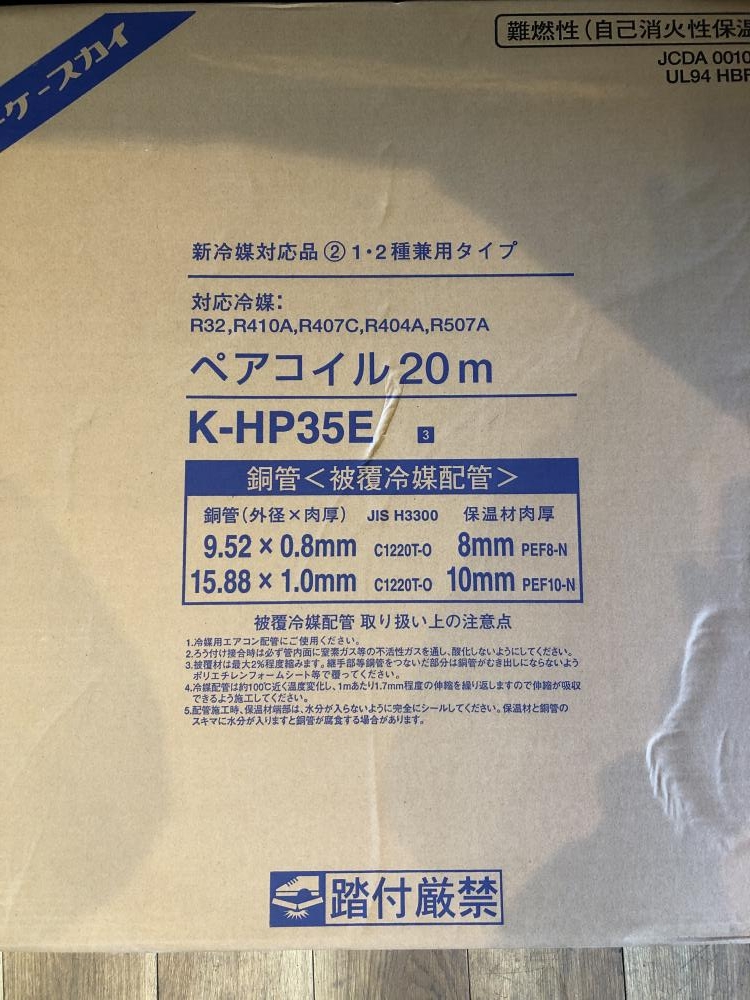 ーケースカイ
難燃性(自己消火性保温
JCDA 0010
UL94 HBF
新冷媒対応品② 1・2種兼用タイプ
対応冷媒:
R32,R410A,R407C,R404A,R507A
ペアコイル20m
K-HP35E 3
銅管<被覆冷媒配管>
銅管(外径×肉厚) JIS H3300 保温材肉厚
9.52×0.8mm C1220T-O 8mm PEF8-N
15.88×1.0mm C1220T-O 10mm PEF10-N
被覆冷媒配管 取り扱い上の注意点
1.冷媒用エアコン配管にご使用ください。
2.ろう付け接合時は必ず管内面に窒素ガス等の不活性ガスを通し、酸化しないようにしてください。
3.被覆材は最大2%程度縮みます。継手部等銅管をつないだ部分は銅管がむき出しにならないよう
ポリエチレンフォームシート等で覆ってください。
4.冷媒配管は約100℃近く温度変化し、1mあたり1.7mm程度の伸縮を繰り返しますので伸縮が吸収
できるよう施工してください。
5.配管施工時、保温材端部は、水分が入らないように完全にシールしてください。保温材と銅管の
スキマに水分が入りますと銅管が腐食する場合があります。
踏付厳禁